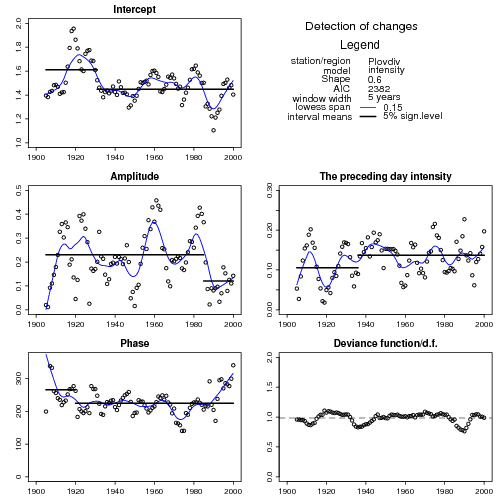 Intercept
1.0 1.2 1.4 1.6 1.8 2.0
1900 1920 1940 1960 1980 2000
Detection of changes
Legend
station/region Plovdiv
model intensity
Shape 0.6
AIC 2382
window width 5 years
lowess span 0.15
interval means 5% sign.level
Amplitude
0.0 0.1 0.2 0.3 0.4 0.5
1900 1920 1940 1960 1980 2000
The preceding day intensity
0.00 0.10 0.20 0.30
1900 1920 1940 1960 1980 2000
Phase
0 100 200 300
1900 1920 1940 1960 1980 2000
Deviance function/d.f.
0.0 0.5 1.0 1.5 2.0
1900 1920 1940 1960 1980 2000